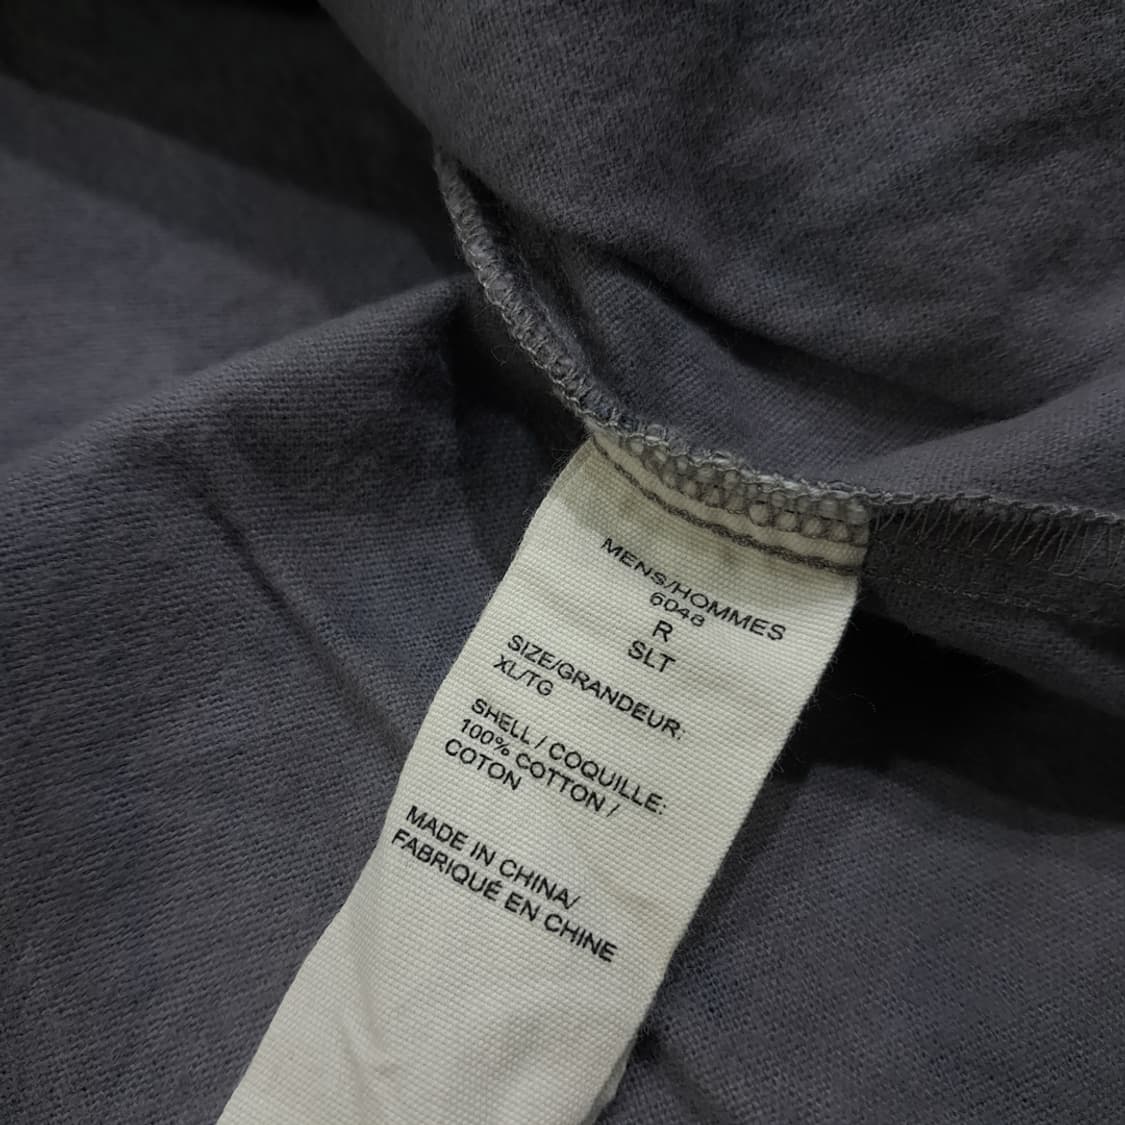 MENS/HOMMES
6048
R
SLT
SIZE/GRANDEUR:
XL/TG
SHELL / COQUILLE:
100% COTTON /
COTON
MADE IN CHINA/
FABRIQUÉ EN CHINE